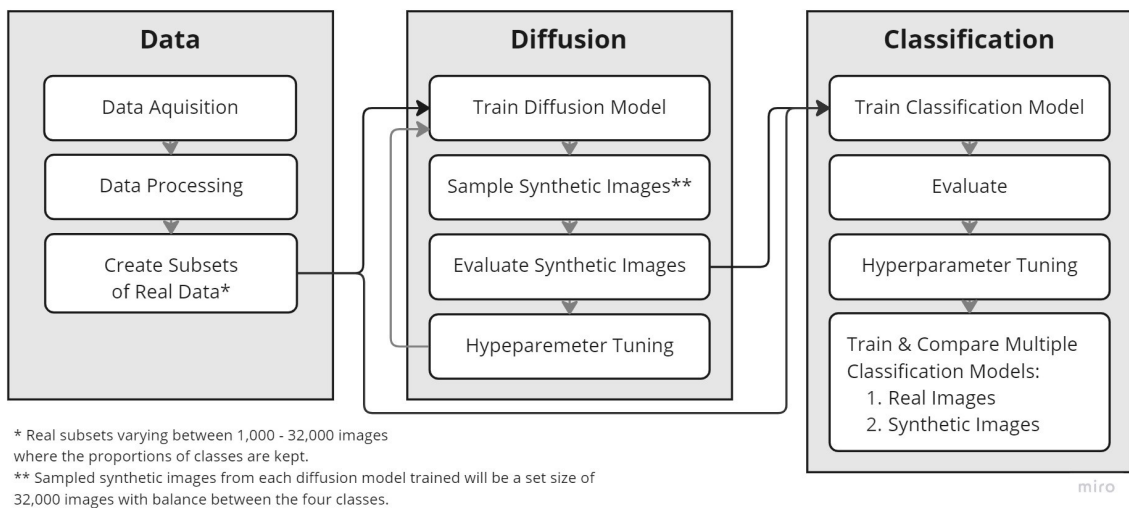 Data
Data Aquisition
Data Processing
Create Subsets
of Real Data*
Diffusion
Train Diffusion Model
Sample Synthetic Images**
Evaluate Synthetic Images
Hypeparemeter Tuning
Classification
Train Classification Model
Evaluate
Hyperparameter Tuning
Train & Compare Multiple
Classification Models:
1. Real Images
2. Synthetic Images
* Real subsets varying between 1,000 - 32,000 images
where the proportions of classes are kept.
** Sampled synthetic images from each diffusion model trained will be a set size of
32,000 images with balance between the four classes.
miro